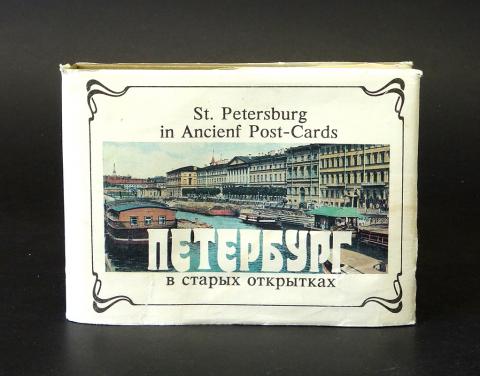 St. Petersburg
in Ancienf Post-Cards
ПЕТЕРБУРГ
в старых открытках